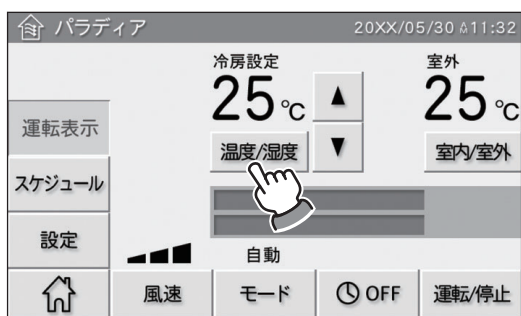 パラディア
20XX/05/30 11:32
冷房設定
室外
25℃ ▲
25℃
運転表示
温度/湿度 ▼
室内/室外
スケジュール
設定
自動
風速 モード OFF 運転/停止